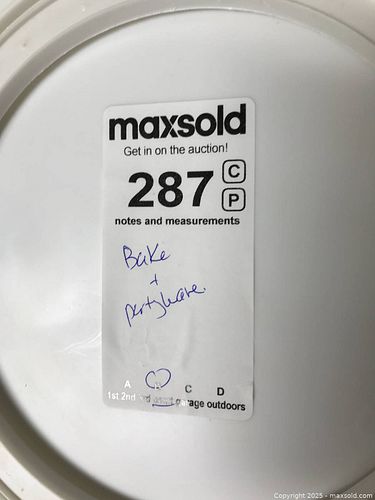 maxsold
Get in on the auction!
287 C
P
notes and measurements
Bake
+
partyware
A C D
1st 2nd garage outdoors
Copyright 2025 - maxsold.com